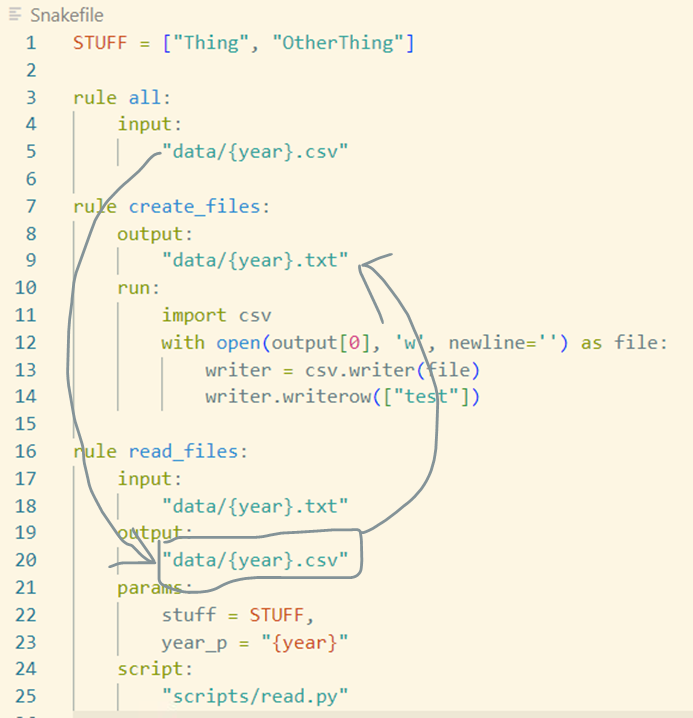 Snakefile
1 STUFF = ["Thing", "OtherThing"]
2
3 rule all:
4 input:
5 "data/{year}.csv"
6
7 rule create_files:
8 output:
9 "data/{year}.txt"
10 run:
11 import csv
12 with open(output[0], 'w', newline='') as file:
13 writer = csv.writer(file)
14 writer.writerow(["test"])
15
16 rule read_files:
17 input:
18 "data/{year}.txt"
19 output:
20 "data/{year}.csv"
21 params:
22 stuff = STUFF,
23 year_p = "{year}"
24 script:
25 "scripts/read.py"